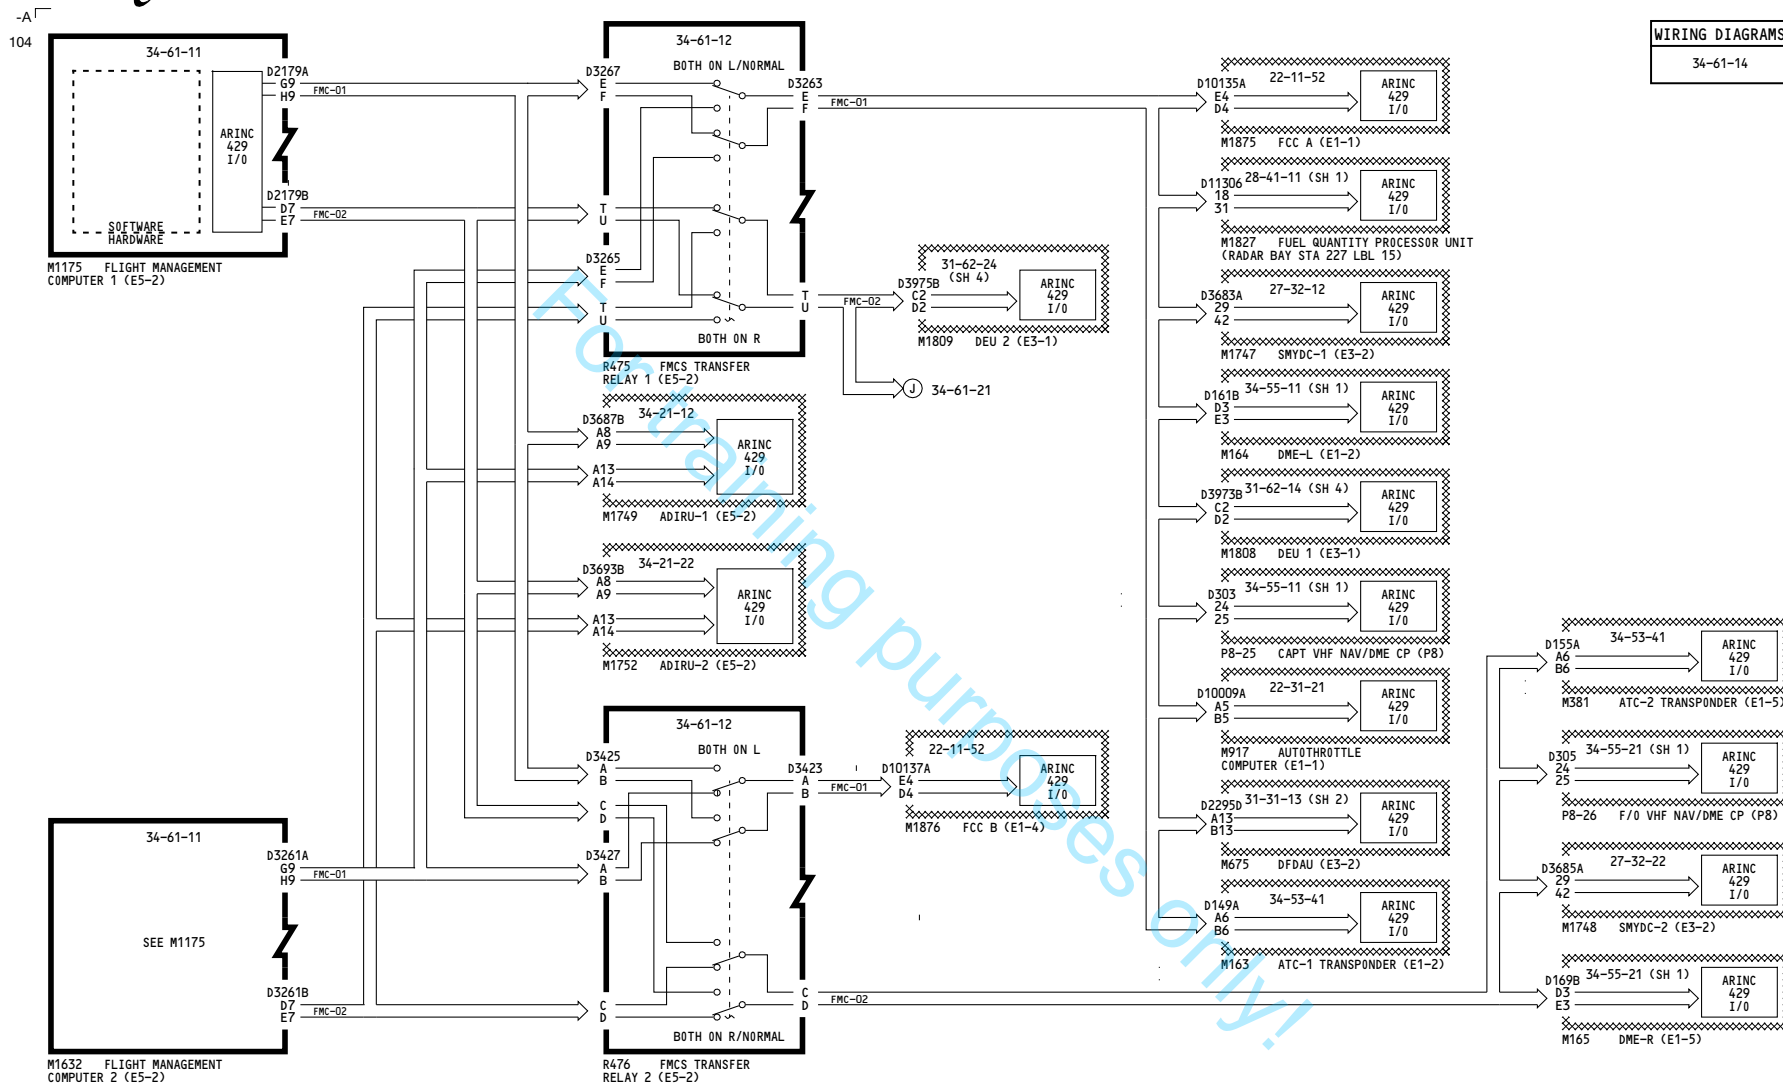 -A
104
34-61-11
SOFTWARE
HARDWARE
ARINC
429
I/O
D2179A
G9
H9
FMC-01
D2179B
D7
E7
FMC-02
M1175 FLIGHT MANAGEMENT
COMPUTER 1 (E5-2)
34-61-11
SEE M1175
D3261A
G9
H9
FMC-01
D3261B
D7
E7
FMC-02
M1632 FLIGHT MANAGEMENT
COMPUTER 2 (E5-2)
34-61-12
BOTH ON L/NORMAL
D3267
E
F
T
U
D3265
E
F
T
U
BOTH ON R
D3263
E
F
FMC-01
T
U
FMC-02
R475 FMCS TRANSFER
RELAY 1 (E5-2)
34-21-12
D3687B
A8
A9
A13
A14
ARINC
429
I/O
M1749 ADIRU-1 (E5-2)
34-21-22
D3693B
A8
A9
A13
A14
ARINC
429
I/O
M1752 ADIRU-2 (E5-2)
34-61-12
BOTH ON L
D3425
A
B
C
D
D3427
A
B
C
D
BOTH ON R/NORMAL
D3423
A
B
FMC-01
C
D
FMC-02
R476 FMCS TRANSFER
RELAY 2 (E5-2)
31-62-24
(SH 4)
D3975B
C2
D2
ARINC
429
I/O
M1809 DEU 2 (E3-1)
J 34-61-21
22-11-52
D10137A
E4
D4
ARINC
429
I/O
M1876 FCC B (E1-4)
22-11-52
D10135A
E4
D4
ARINC
429
I/O
M1875 FCC A (E1-1)
28-41-11 (SH 1)
D11306
18
31
ARINC
429
I/O
M1827 FUEL QUANTITY PROCESSOR UNIT
(RADAR BAY STA 227 LBL 15)
27-32-12
D3683A
29
42
ARINC
429
I/O
M1747 SMYDC-1 (E3-2)
34-55-11 (SH 1)
D161B
D3
E3
ARINC
429
I/O
M164 DME-L (E1-2)
31-62-14 (SH 4)
D3973B
C2
D2
ARINC
429
I/O
M1808 DEU 1 (E3-1)
34-55-11 (SH 1)
D303
24
25
ARINC
429
I/O
P8-25 CAPT VHF NAV/DME CP (P8)
22-31-21
D10009A
A5
B5
ARINC
429
I/O
M917 AUTOTHROTTLE
COMPUTER (E1-1)
31-31-13 (SH 2)
D2295D
A13
B13
ARINC
429
I/O
M675 DFDAU (E3-2)
34-53-41
D149A
A6
B6
ARINC
429
I/O
M163 ATC-1 TRANSPONDER (E1-2)
WIRING DIAGRAMS
34-61-14
34-53-41
D155A
A6
B6
ARINC
429
I/O
M381 ATC-2 TRANSPONDER (E1-5)
34-55-21 (SH 1)
D305
24
25
ARINC
429
I/O
P8-26 F/O VHF NAV/DME CP (P8)
27-32-22
D3685A
29
42
ARINC
429
I/O
M1748 SMYDC-2 (E3-2)
34-55-21 (SH 1)
D169B
D3
E3
ARINC
429
I/O
M165 DME-R (E1-5)
For training purposes only!